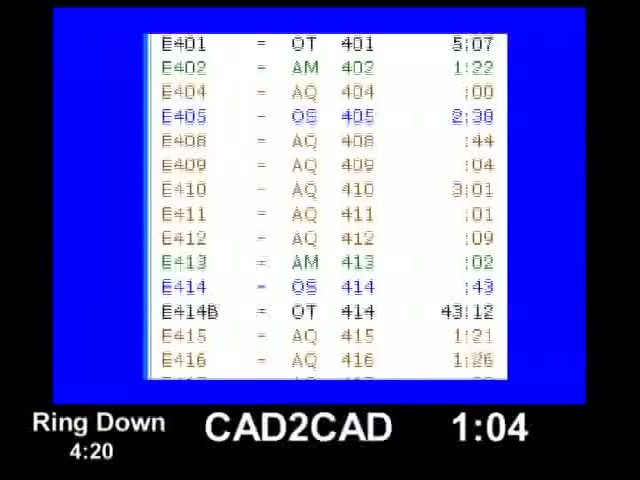 E401 = OT 401 5:07
E402 = AM 402 1:22
E404 = AQ 404 :00
E405 = OS 405 2:38
E408 = AQ 408 :44
E409 = AQ 409 :04
E410 = AQ 410 3:01
E411 = AQ 411 :01
E412 = AQ 412 :09
E413 = AM 413 :02
E414 = OS 414 :43
E414B = OT 414 43:12
E415 = AQ 415 1:21
E416 = AQ 416 1:26
Ring Down CAD2CAD 1:04
4:20